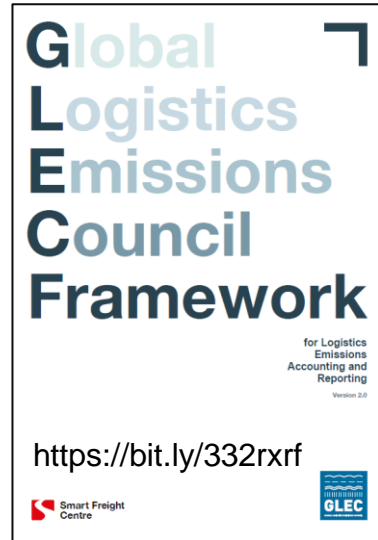 Global
Logistics
Emissions
Council
Framework
for Logistics
Emissions
Accounting and
Reporting
Version 2.0
https://bit.ly/332rxrf
Smart Freight
Centre
GLEC